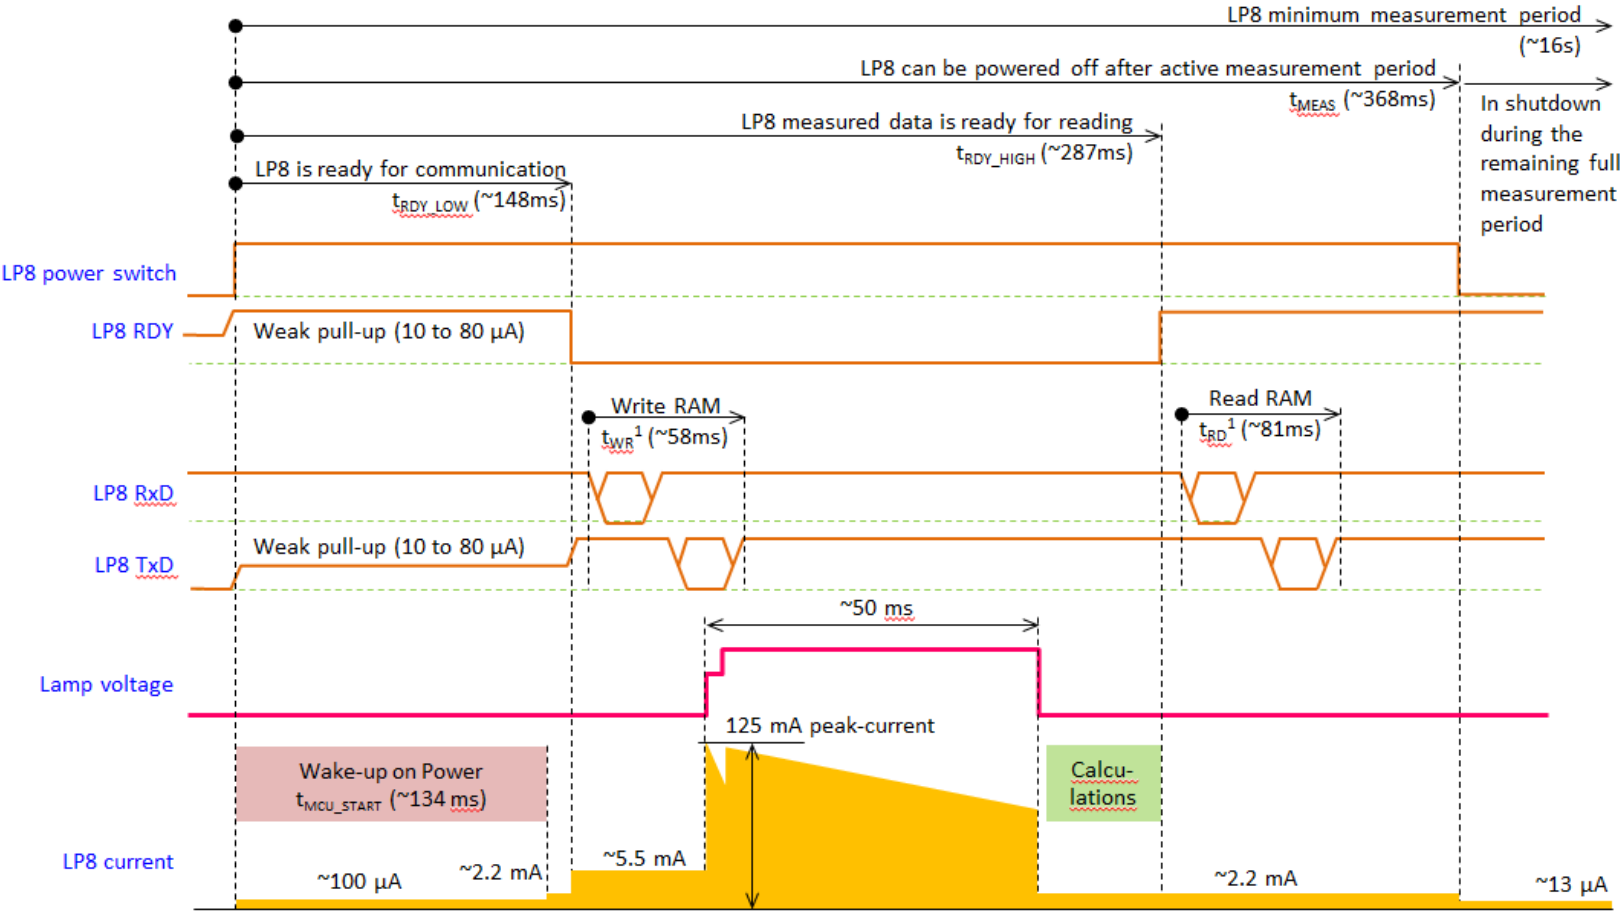 LP8 minimum measurement period
(~16s)
LP8 can be powered off after active measurement period
tMEAS (~368ms)
In shutdown
during the
remaining full
measurement
period
LP8 measured data is ready for reading
tRDY_HIGH (~287ms)
LP8 is ready for communication
tRDY_LOW (~148ms)
LP8 power switch
LP8 RDY
Weak pull-up (10 to 80 µA)
Write RAM
tWR1 (~58ms)
Read RAM
tRD1 (~81ms)
LP8 RxD
LP8 TxD
Weak pull-up (10 to 80 µA)
~50 ms
Lamp voltage
125 mA peak-current
Wake-up on Power
tMCU_START (~134 ms)
Calcu-
lations
LP8 current
~100 µA
~2.2 mA
~5.5 mA
~2.2 mA
~13 µA